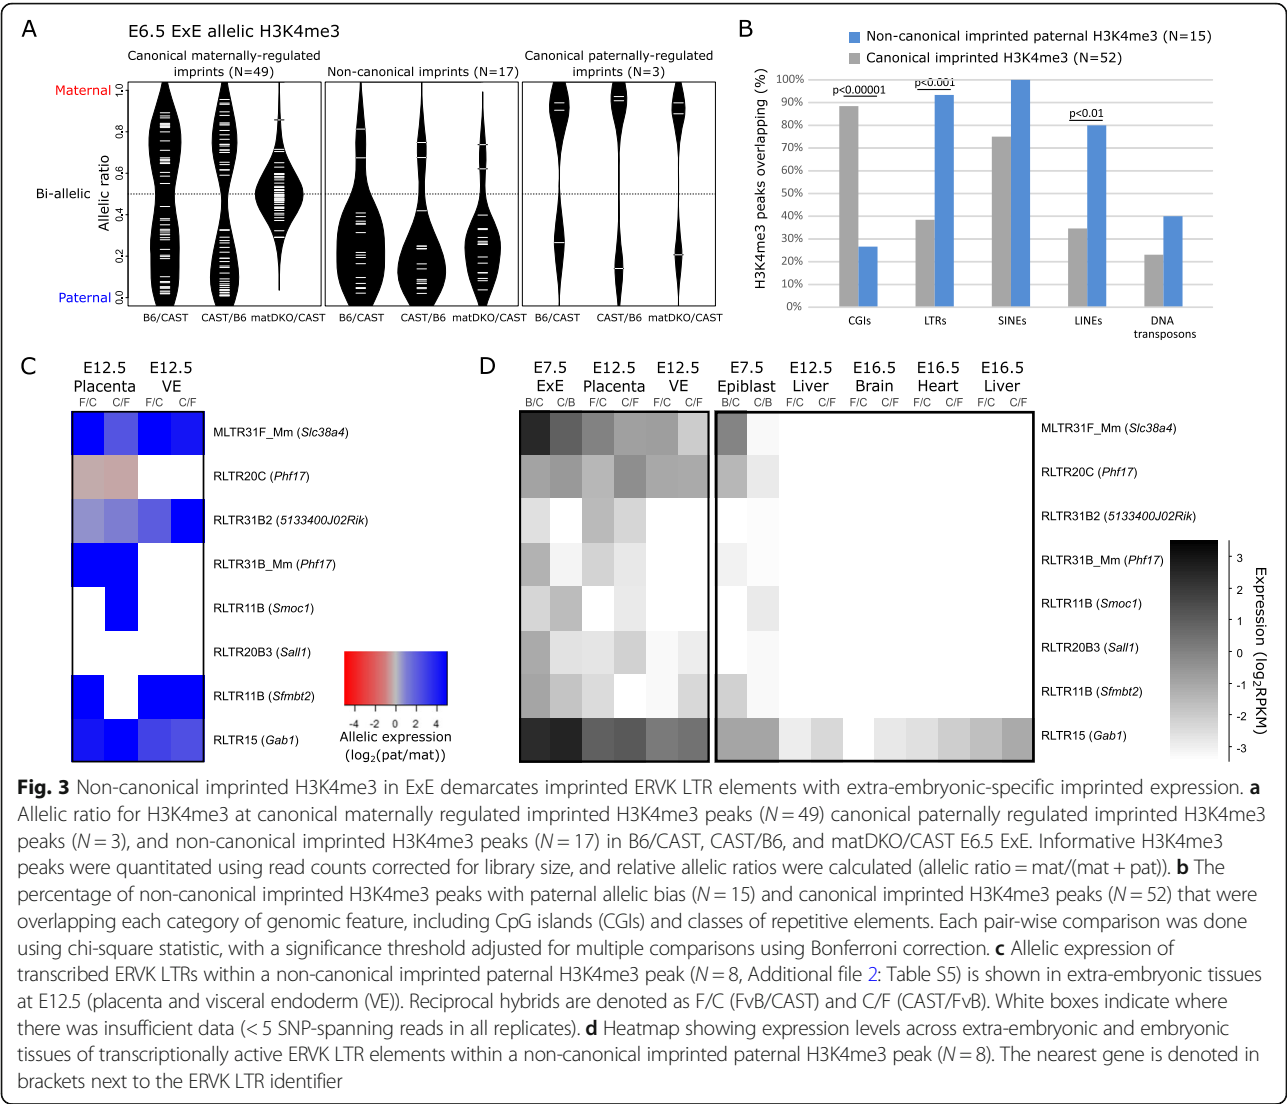 A
E6.5 ExE allelic H3K4me3
Canonical maternally-regulated
imprints (N=49)
Non-canonical imprints (N=17)
Canonical paternally-regulated
imprints (N=3)
Maternal
Bi-allelic
Paternal
Allelic ratio
1.0
0.8
0.6
0.4
0.2
0.0
B6/CAST CAST/B6 matDKO/CAST B6/CAST CAST/B6 matDKO/CAST B6/CAST CAST/B6 matDKO/CAST
B
Non-canonical imprinted paternal H3K4me3 (N=15)
Canonical imprinted H3K4me3 (N=52)
H3K4me3 peaks overlapping (%)
100%
90%
80%
70%
60%
50%
40%
30%
20%
10%
0%
p<0.00001
p<0.001
p<0.01
CGIs LTRs SINEs LINEs DNA
transposons
C
E12.5 E12.5
Placenta VE
F/C C/F F/C C/F
MLTR31F_Mm (Slc38a4)
RLTR20C (Phf17)
RLTR31B2 (5133400J02Rik)
RLTR31B_Mm (Phf17)
RLTR11B (Smoc1)
RLTR20B3 (Sall1)
RLTR11B (Sfmbt2)
RLTR15 (Gab1)
-4 -2 0 2 4
Allelic expression
(log2(pat/mat))
D
E7.5 E12.5 E12.5 E7.5 E12.5 E16.5 E16.5 E16.5
ExE Placenta VE Epiblast Liver Brain Heart Liver
B/C C/B F/C C/F F/C C/F B/C C/B F/C C/F F/C C/F F/C C/F F/C C/F
MLTR31F_Mm (Slc38a4)
RLTR20C (Phf17)
RLTR31B2 (5133400J02Rik)
RLTR31B_Mm (Phf17)
RLTR11B (Smoc1)
RLTR20B3 (Sall1)
RLTR11B (Sfmbt2)
RLTR15 (Gab1)
3
2
1
0
-1
-2
-3
Expression (log2RPKM)
Fig. 3 Non-canonical imprinted H3K4me3 in ExE demarcates imprinted ERVK LTR elements with extra-embryonic-specific imprinted expression. a
Allelic ratio for H3K4me3 at canonical maternally regulated imprinted H3K4me3 peaks (N = 49) canonical paternally regulated imprinted H3K4me3
peaks (N = 3), and non-canonical imprinted H3K4me3 peaks (N = 17) in B6/CAST, CAST/B6, and matDKO/CAST E6.5 ExE. Informative H3K4me3
peaks were quantitated using read counts corrected for library size, and relative allelic ratios were calculated (allelic ratio = mat/(mat + pat)). b The
percentage of non-canonical imprinted H3K4me3 peaks with paternal allelic bias (N = 15) and canonical imprinted H3K4me3 peaks (N = 52) that were
overlapping each category of genomic feature, including CpG islands (CGIs) and classes of repetitive elements. Each pair-wise comparison was done
using chi-square statistic, with a significance threshold adjusted for multiple comparisons using Bonferroni correction. c Allelic expression of
transcribed ERVK LTRs within a non-canonical imprinted paternal H3K4me3 peak (N = 8, Additional file 2: Table S5) is shown in extra-embryonic tissues
at E12.5 (placenta and visceral endoderm (VE)). Reciprocal hybrids are denoted as F/C (FvB/CAST) and C/F (CAST/FvB). White boxes indicate where
there was insufficient data (< 5 SNP-spanning reads in all replicates). d Heatmap showing expression levels across extra-embryonic and embryonic
tissues of transcriptionally active ERVK LTR elements within a non-canonical imprinted paternal H3K4me3 peak (N = 8). The nearest gene is denoted in
brackets next to the ERVK LTR identifier